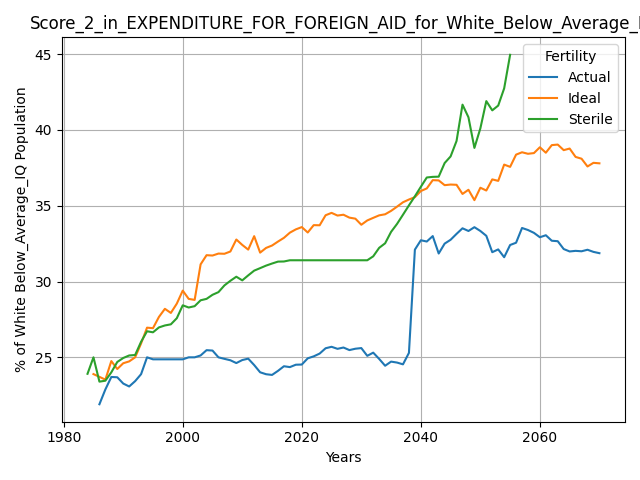 Score_2_in_EXPENDITURE_FOR_FOREIGN_AID_for_White_Below_Average_
Fertility
Actual
Ideal
Sterile
% of White Below_Average_IQ Population
45
40
35
30
25
1980
2000
2020
2040
2060
Years